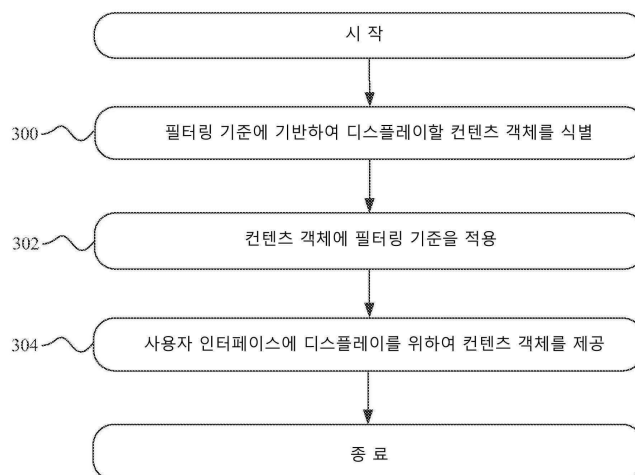 시 작
300
필터링 기준에 기반하여 디스플레이할 컨텐츠 객체를 식별
302
컨텐츠 객체에 필터링 기준을 적용
304
사용자 인터페이스에 디스플레이를 위하여 컨텐츠 객체를 제공
종 료